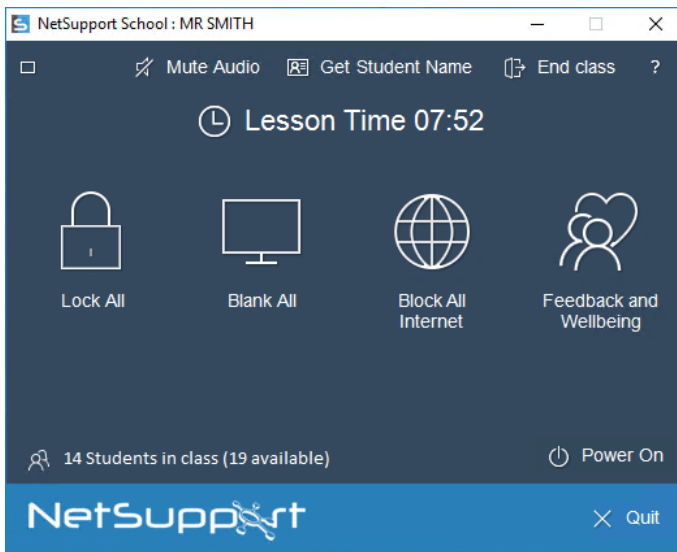 NetSupport School : MR SMITH
Mute Audio Get Student Name End class ?
Lesson Time 07:52
Lock All
Blank All
Block All
Internet
Feedback and
Wellbeing
14 Students in class (19 available)
Power On
NetSupport
Quit